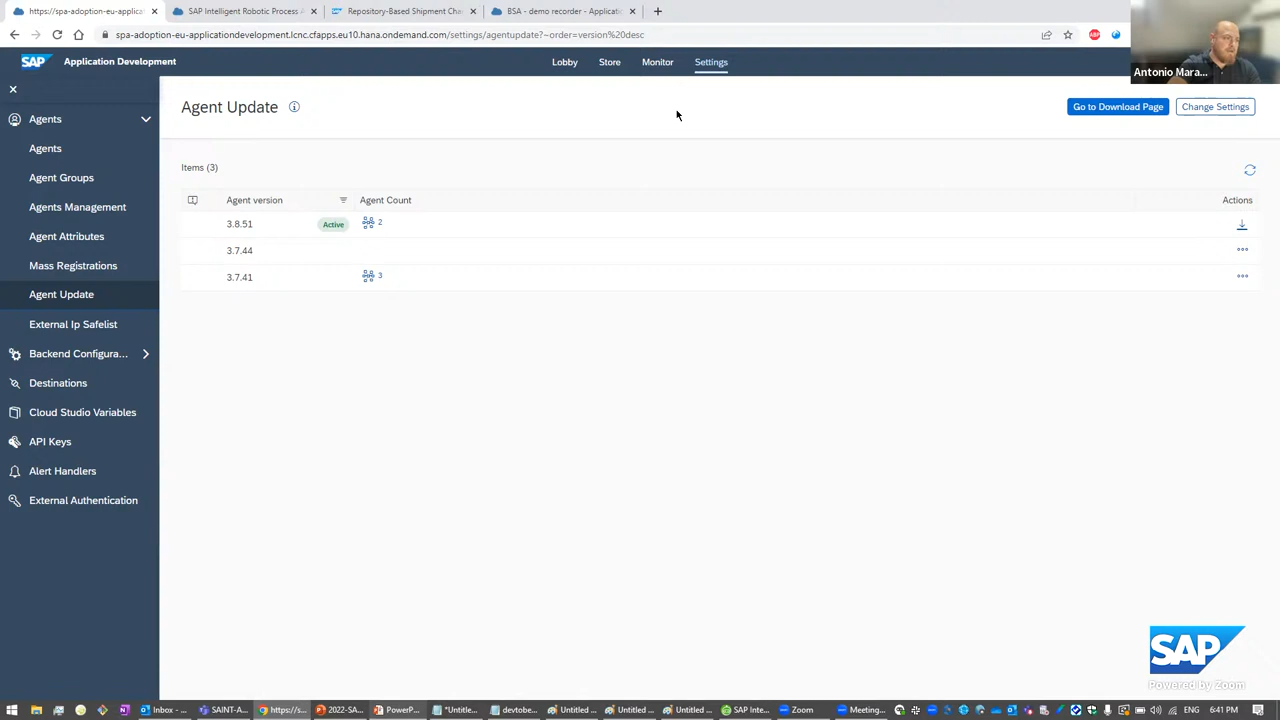 https://spa-adoption-eu-applicati
SAP Intelligent Robotic Process A
Repository-Based Shipment Cha
BSA - demo recorder - Applicatio
spa-adoption-eu-applicationdevelopment.lcnc.cfapps.eu10.hana.ondemand.com/settings/agentupdate?~order=version%20desc
ABP
SAP
Application Development
Lobby
Store
Monitor
Settings
Antonio Mara...
Agent Update
Go to Download Page
Change Settings
Agents
Agents
Agent Groups
Agents Management
Agent Attributes
Mass Registrations
Agent Update
External Ip Safelist
Backend Configura...
Destinations
Cloud Studio Variables
API Keys
Alert Handlers
External Authentication
Items (3)
Agent version
Agent Count
Actions
3.8.51
Active
2
3.7.44
3.7.41
3
SAP
Powered by Zoom
Inbox - ...
SAINT-A...
https://s...
2022-SA...
PowerP...
*Untitle...
devtobe...
Untitled ...
Untitled ...
Untitled ...
SAP Inte...
Zoom
Meeting...
ENG
6:41 PM